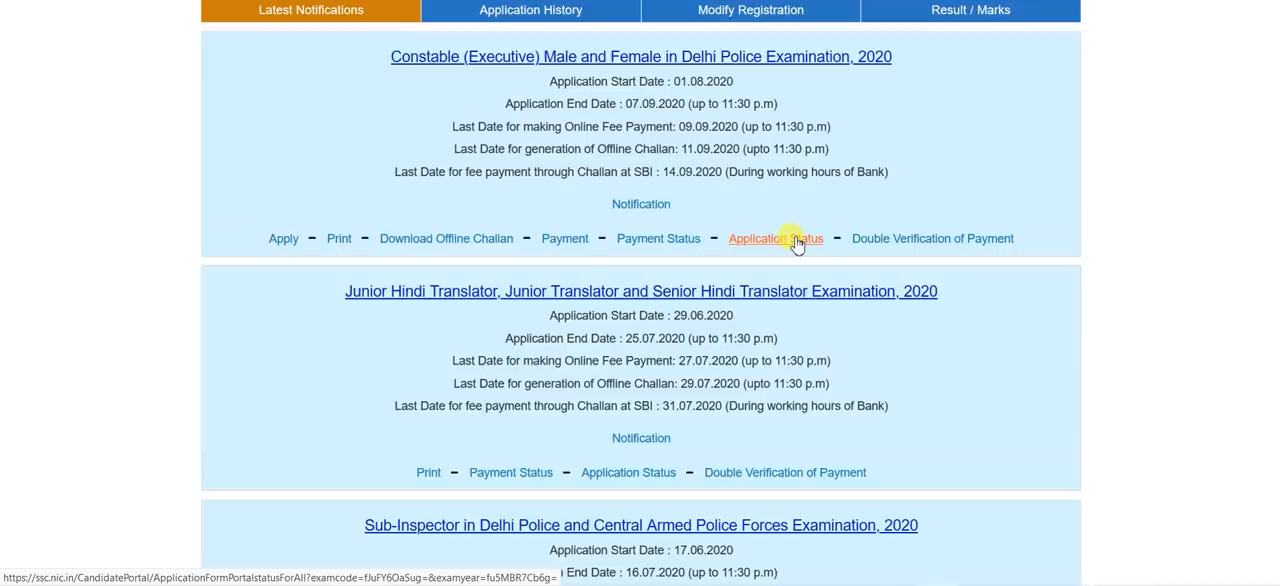 Latest Notifications Application History Modify Registration Result / Marks
Constable (Executive) Male and Female in Delhi Police Examination, 2020
Application Start Date : 01.08.2020
Application End Date : 07.09.2020 (up to 11:30 p.m)
Last Date for making Online Fee Payment: 09.09.2020 (up to 11:30 p.m)
Last Date for generation of Offline Challan: 11.09.2020 (upto 11:30 p.m)
Last Date for fee payment through Challan at SBI : 14.09.2020 (During working hours of Bank)
Notification
Apply – Print – Download Offline Challan – Payment – Payment Status – Application Status – Double Verification of Payment
Junior Hindi Translator, Junior Translator and Senior Hindi Translator Examination, 2020
Application Start Date : 29.06.2020
Application End Date : 25.07.2020 (up to 11:30 p.m)
Last Date for making Online Fee Payment: 27.07.2020 (up to 11:30 p.m)
Last Date for generation of Offline Challan: 29.07.2020 (upto 11:30 p.m)
Last Date for fee payment through Challan at SBI : 31.07.2020 (During working hours of Bank)
Notification
Print – Payment Status – Application Status – Double Verification of Payment
Sub-Inspector in Delhi Police and Central Armed Police Forces Examination, 2020
Application Start Date : 17.06.2020
https://ssc.nic.in/CandidatePortal/ApplicationFormPortalstatusForAll?examcode=fJuFY6OaSug=&examyear=fu5MBR7Cb6g= End Date : 16.07.2020 (up to 11:30 p.m)